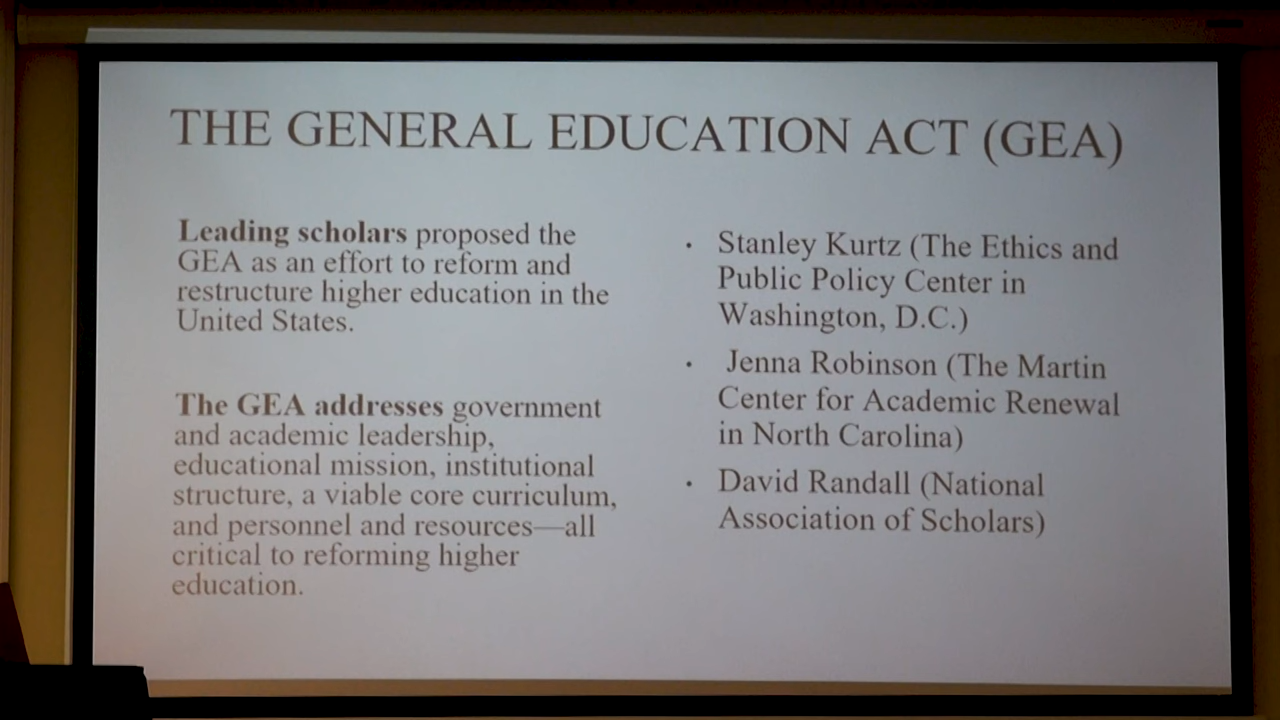 THE GENERAL EDUCATION ACT (GEA)
Leading scholars proposed the
GEA as an effort to reform and
restructure higher education in the
United States.
The GEA addresses government
and academic leadership,
educational mission, institutional
structure, a viable core curriculum,
and personnel and resources—all
critical to reforming higher
education.
• Stanley Kurtz (The Ethics and
Public Policy Center in
Washington, D.C.)
• Jenna Robinson (The Martin
Center for Academic Renewal
in North Carolina)
• David Randall (National
Association of Scholars)